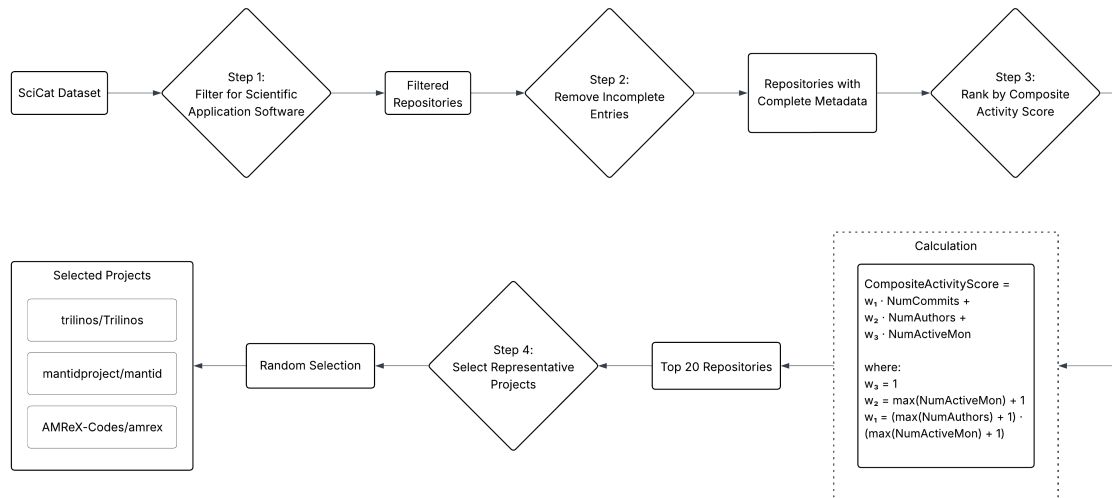 SciCat Dataset
Step 1:
Filter for Scientific
Application Software
Filtered
Repositories
Step 2:
Remove Incomplete
Entries
Repositories with
Complete Metadata
Step 3:
Rank by Composite
Activity Score
Calculation
CompositeActivityScore =
w₁ · NumCommits +
w₂ · NumAuthors +
w₃ · NumActiveMon
where:
w₃ = 1
w₂ = max(NumActiveMon) + 1
w₁ = (max(NumAuthors) + 1) ·
(max(NumActiveMon) + 1)
Top 20 Repositories
Step 4:
Select Representative
Projects
Random Selection
Selected Projects
trilinos/Trilinos
mantidproject/mantid
AMReX-Codes/amrex